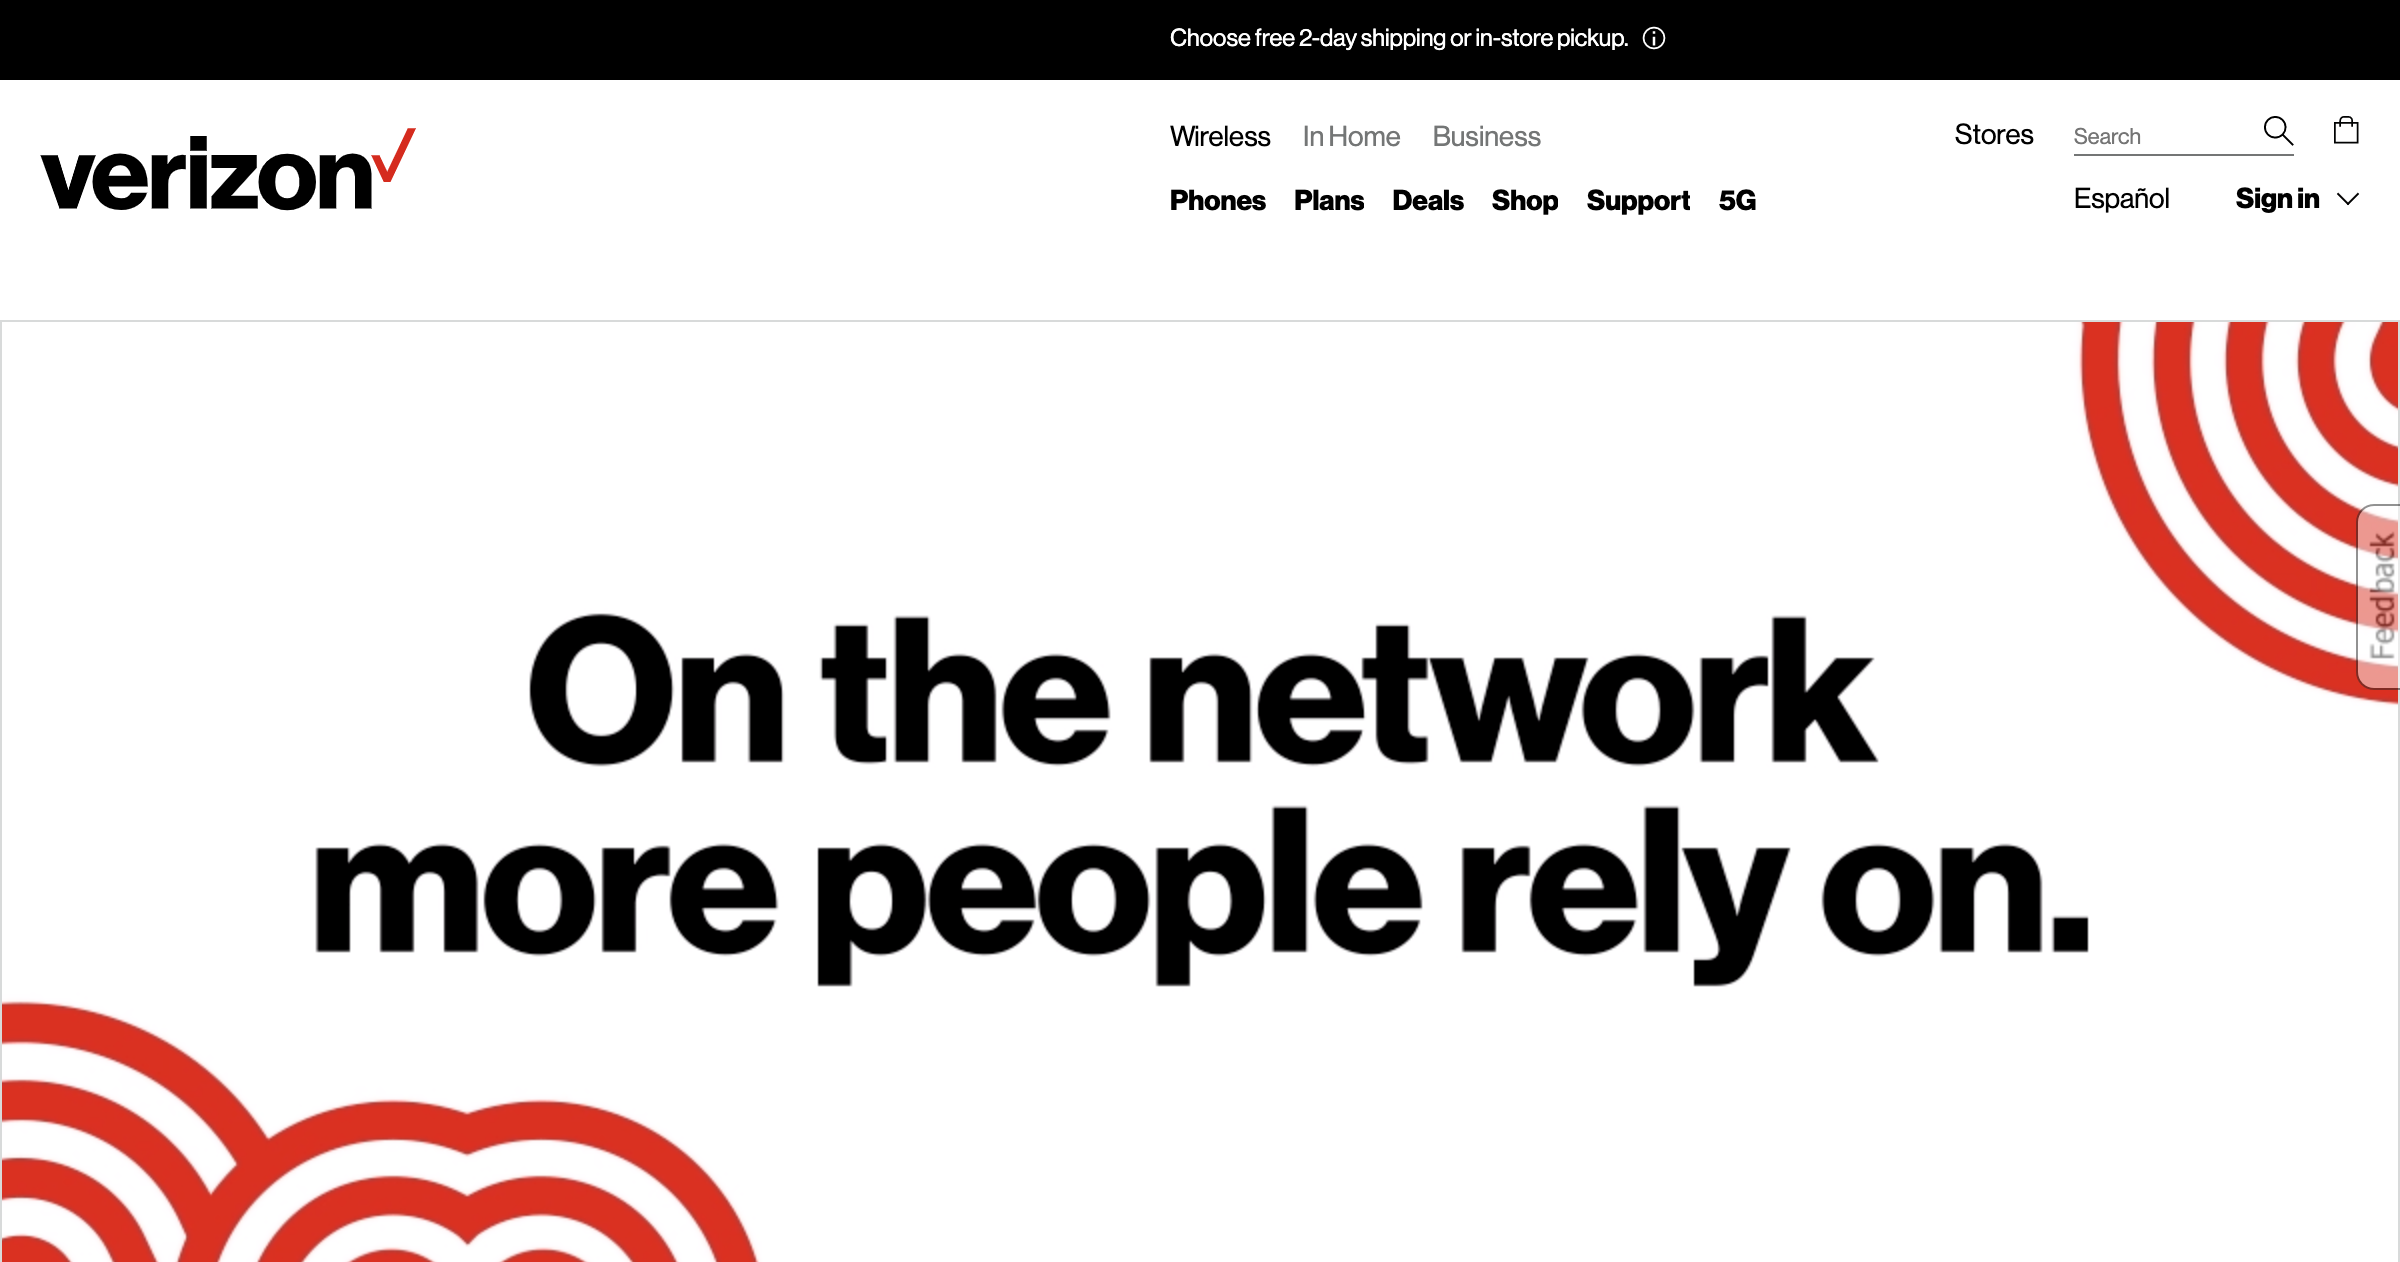 Choose free 2-day shipping or in-store pickup.
verizon
Wireless In Home Business
Stores Search
Phones Plans Deals Shop Support 5G
Español Sign in
Feedback
On the network
more people rely on.